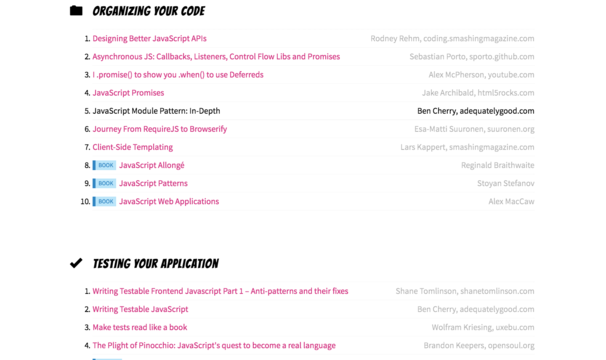 ORGANIZING YOUR CODE
1. Designing Better JavaScript APIs Rodney Rehm, coding.smashingmagazine.com
2. Asynchronous JS: Callbacks, Listeners, Control Flow Libs and Promises Sebastian Porto, sporto.github.com
3. I .promise() to show you .when() to use Deferreds Alex McPherson, youtube.com
4. JavaScript Promises Jake Archibald, html5rocks.com
5. JavaScript Module Pattern: In-Depth Ben Cherry, adequatelygood.com
6. Journey From RequireJS to Browserify Esa-Matti Suuronen, suuronen.org
7. Client-Side Templating Lars Kappert, smashingmagazine.com
8. BOOK JavaScript Allongé Reginald Braithwaite
9. BOOK JavaScript Patterns Stoyan Stefanov
10. BOOK JavaScript Web Applications Alex MacCaw
TESTING YOUR APPLICATION
1. Writing Testable Frontend Javascript Part 1 – Anti-patterns and their fixes Shane Tomlinson, shanetomlinson.com
2. Writing Testable JavaScript Ben Cherry, adequatelygood.com
3. Make tests read like a book Wolfram Kriesing, uxebu.com
4. The Plight of Pinocchio: JavaScript's quest to become a real language Brandon Keepers, opensoul.org